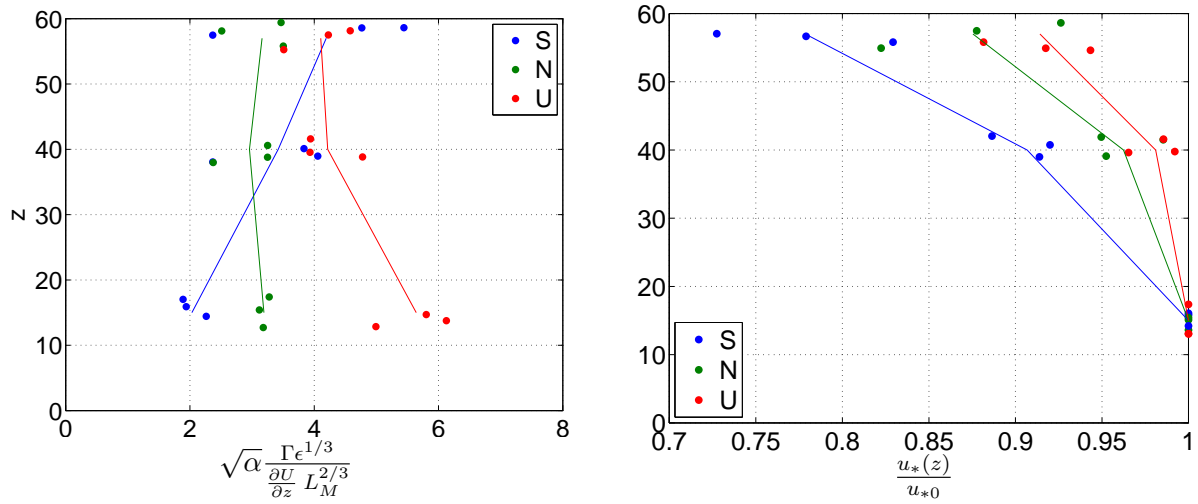 60
50
40
30
20
10
0
z
S
N
U
0 2 4 6 8
√α Γϵ^{1/3} / (∂U/∂z L_M^{2/3})
60
50
40
30
20
10
0
S
N
U
0.7 0.75 0.8 0.85 0.9 0.95 1
u_*(z) / u_{*0}